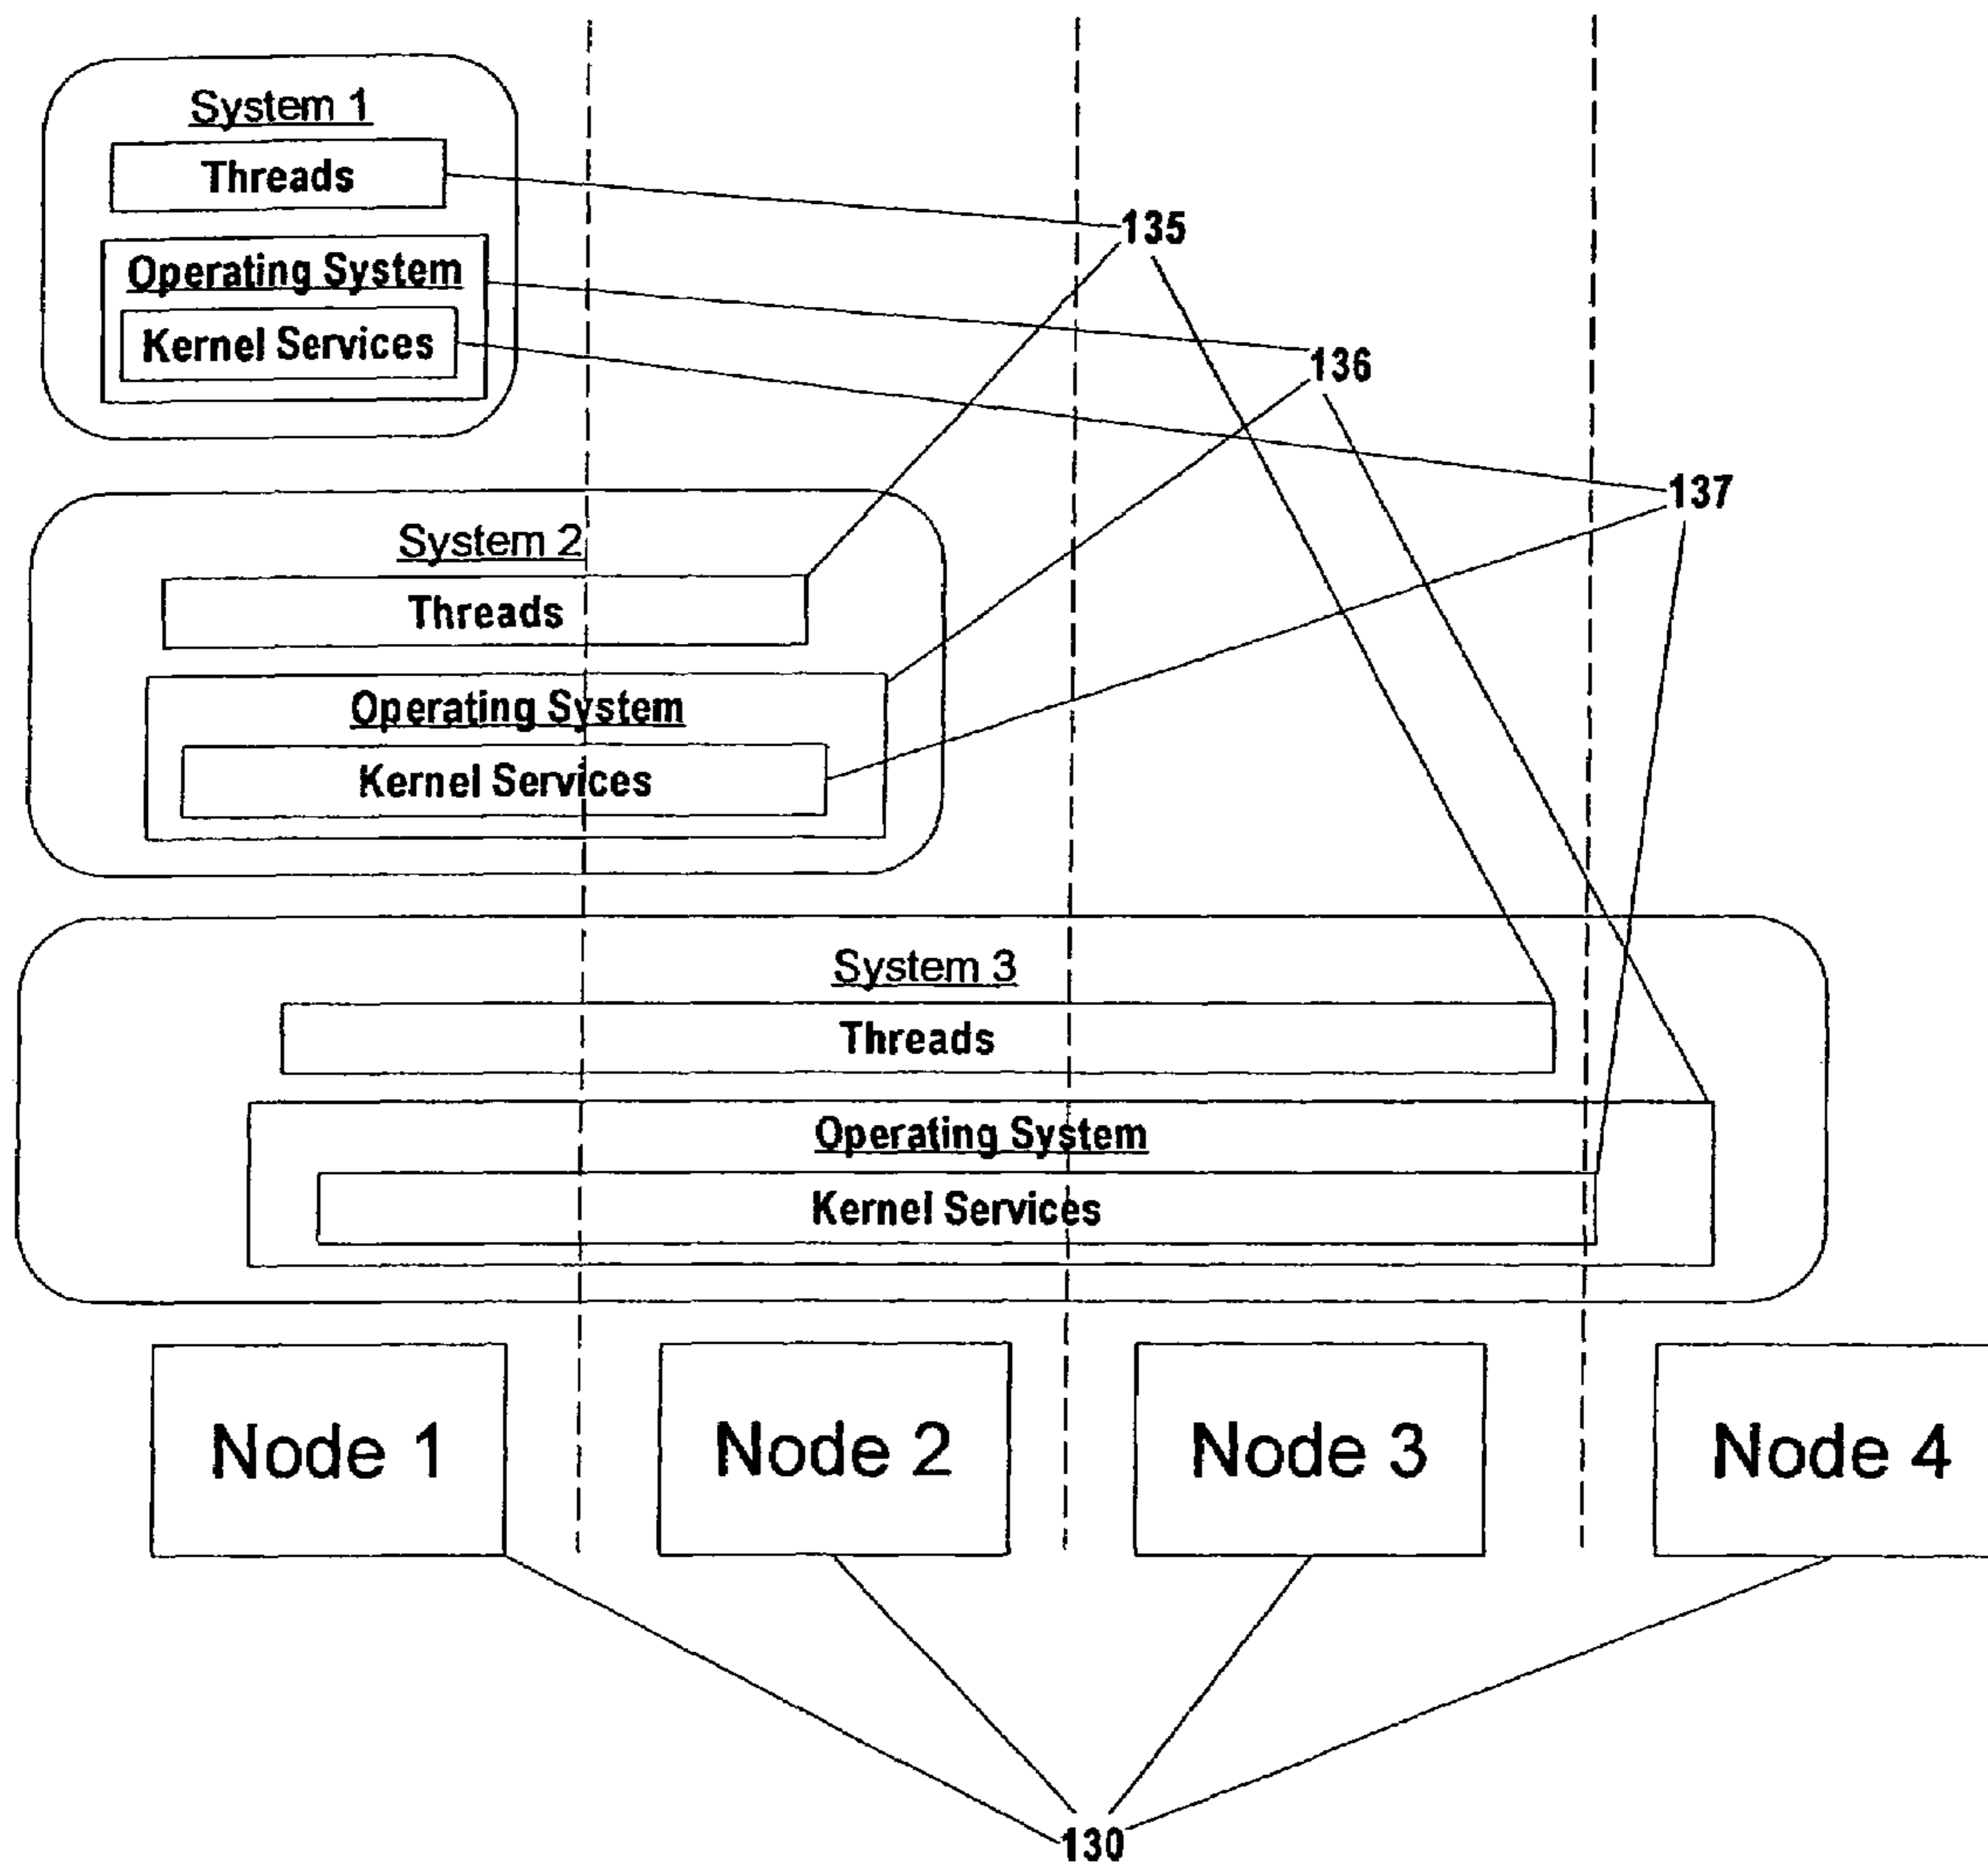 System 1
Threads
135
Operating System
Kernel Services
136
137
System 2
Threads
Operating System
Kernel Services
System 3
Threads
Operating System
Kernel Services
Node 1
Node 2
Node 3
Node 4
130